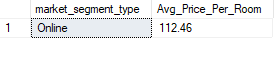 market_segment_type Avg_Price_Per_Room
1 Online 112.46